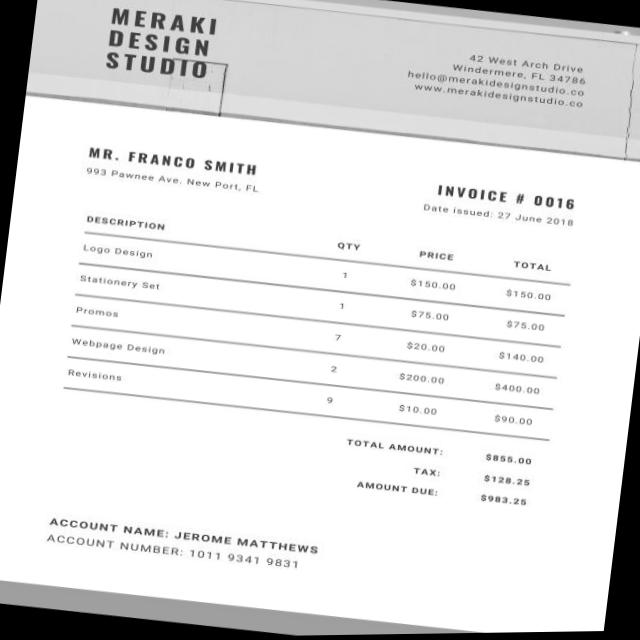 MERAKI
DESIGN
STUDIO
42 West Arch Drive
Windermere, FL 34786
hello@merakidesignstudio.co
www.merakidesignstudio.co
MR. FRANCO SMITH
993 Pawnee Ave. New Port, FL
INVOICE # 0016
Date issued: 27 June 2018
DESCRIPTION QTY PRICE TOTAL
Logo Design 1 $150.00 $150.00
Stationery Set 1 $75.00 $75.00
Promos 7 $20.00 $140.00
Webpage Design 2 $200.00 $400.00
Revisions 9 $10.00 $90.00
TOTAL AMOUNT: $855.00
TAX: $128.25
AMOUNT DUE: $983.25
ACCOUNT NAME: JEROME MATTHEWS
ACCOUNT NUMBER: 1011 9341 9831